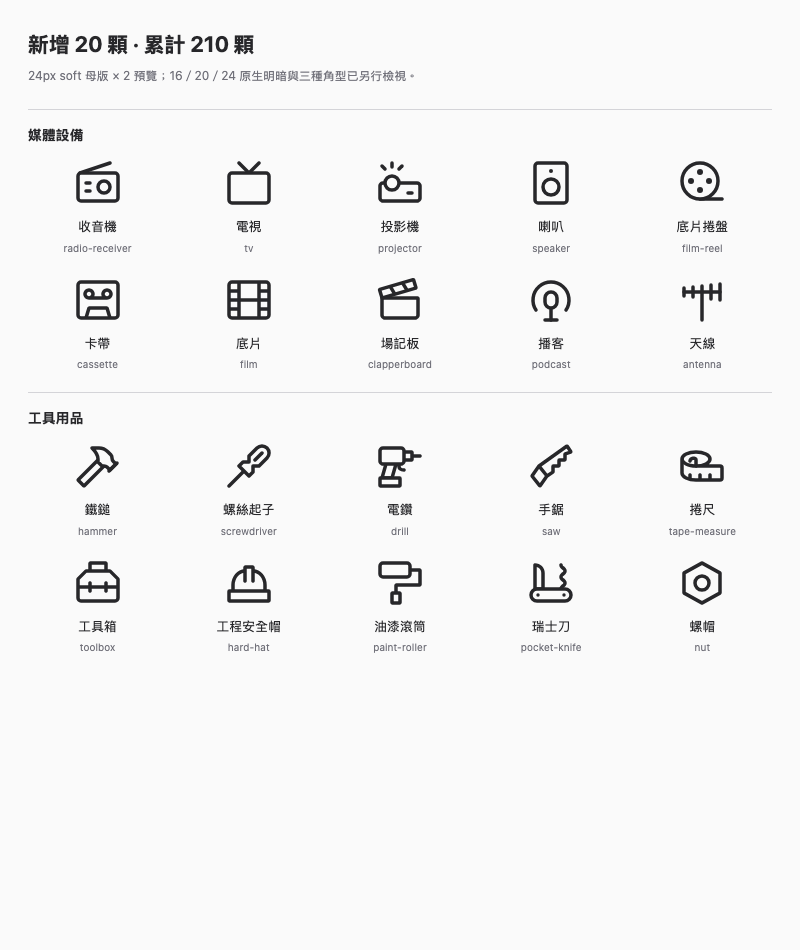 新增 20 顆 · 累計 210 顆
24px soft 母版 × 2 預覽；16 / 20 / 24 原生明暗與三種角型已另行檢視。
媒體設備
收音機 電視 投影機 喇叭 底片捲盤
radio-receiver tv projector speaker film-reel
卡帶 底片 場記板 播客 天線
cassette film clapperboard podcast antenna
工具用品
鐵鎚 螺絲起子 電鑽 手鋸 捲尺
hammer screwdriver drill saw tape-measure
工具箱 工程安全帽 油漆滾筒 瑞士刀 螺帽
toolbox hard-hat paint-roller pocket-knife nut